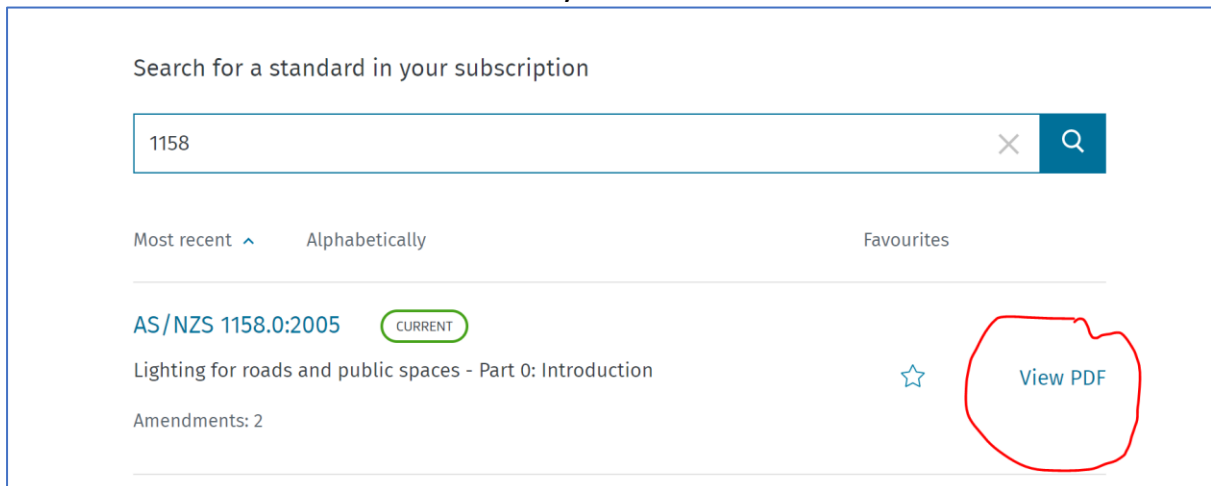 Search for a standard in your subscription
1158
Most recent Alphabetically Favourites
AS/NZS 1158.0:2005 CURRENT
Lighting for roads and public spaces - Part 0: Introduction
View PDF
Amendments: 2